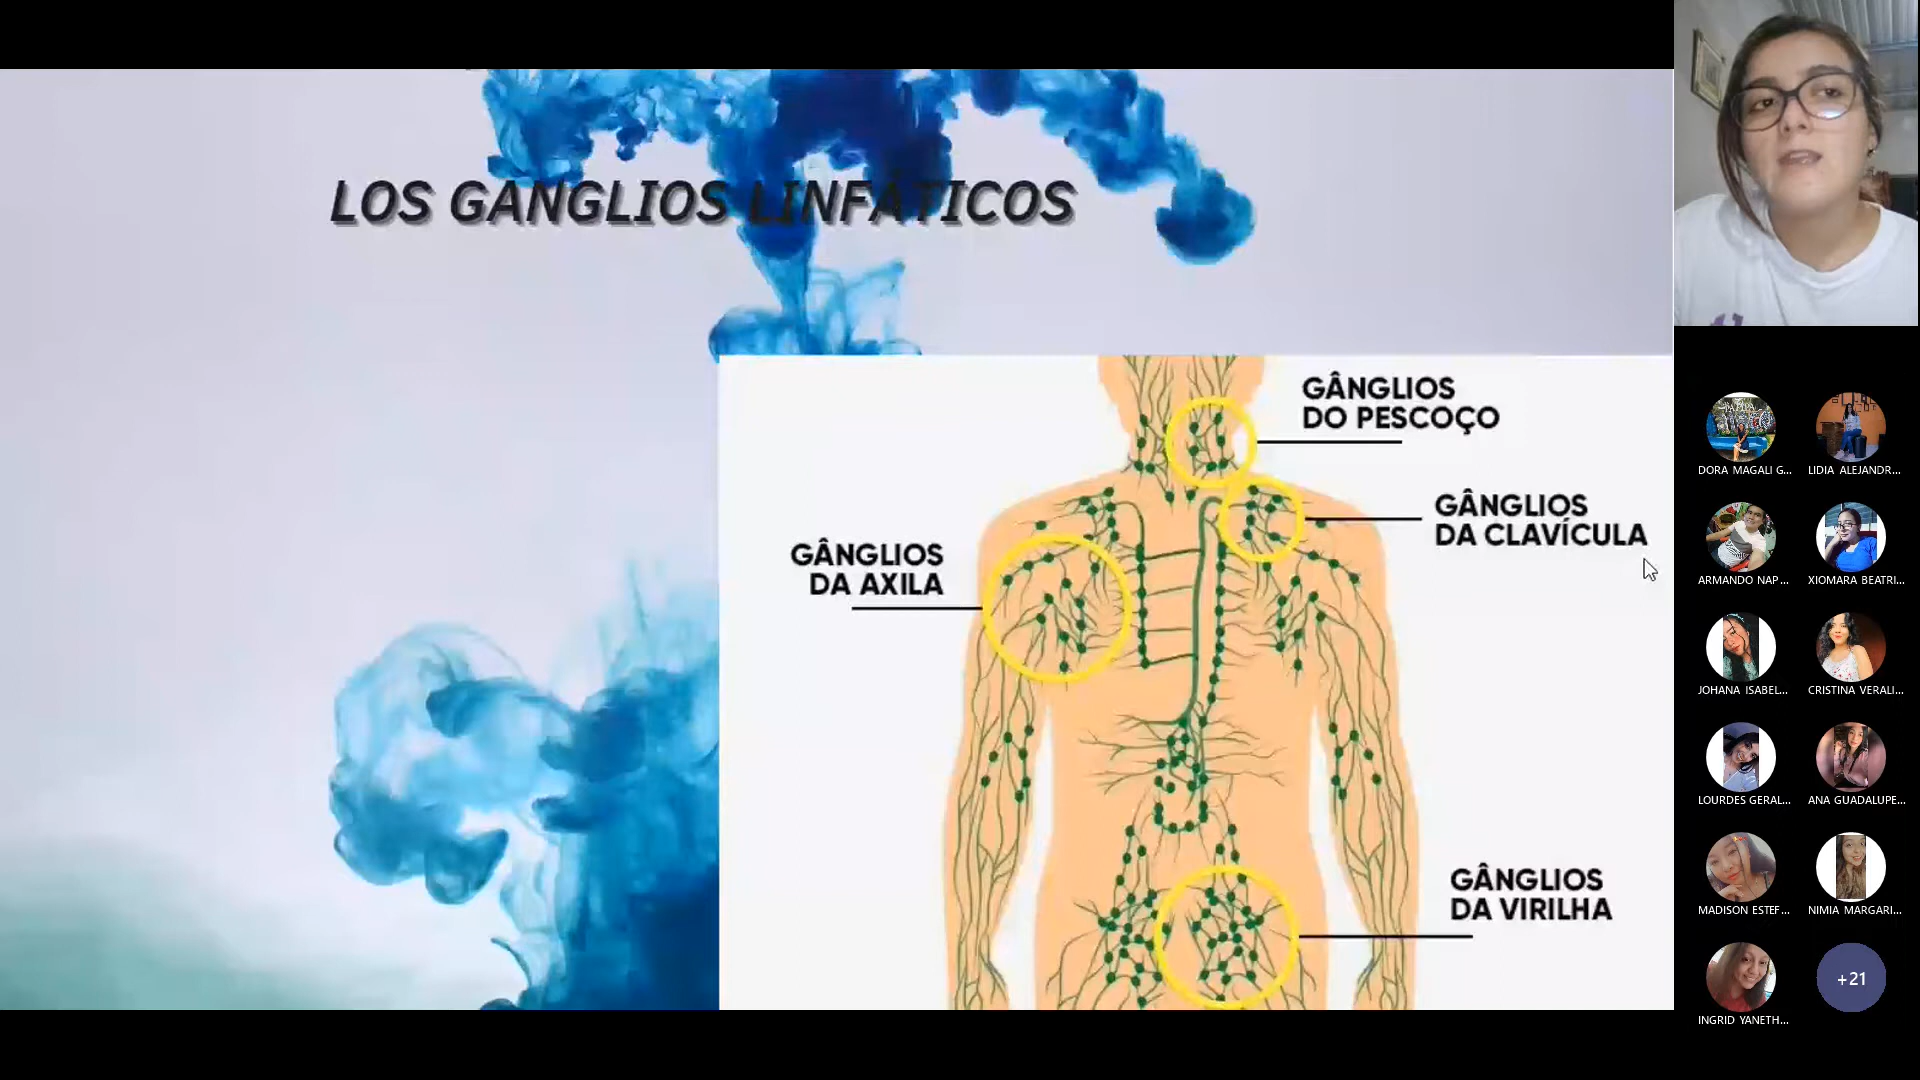 LOS GANGLIOS LINFÁTICOS
GÂNGLIOS
DO PESCOÇO
GÂNGLIOS
DA CLAVÍCULA
GÂNGLIOS
DA AXILA
GÂNGLIOS
DA VIRILHA
DORA MAGALI G...
LIDIA ALEJANDR...
ARMANDO NAP...
XIOMARA BEATRI...
JOHANA ISABEL...
CRISTINA VERALI...
LOURDES GERAL...
ANA GUADALUPE...
MADISON ESTEF...
NIMIA MARGARI...
INGRID YANETH...
+21